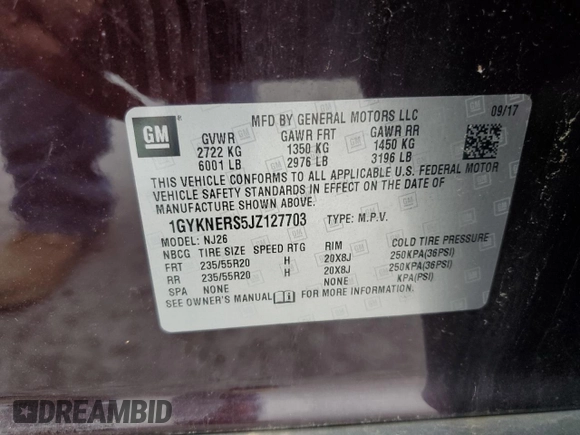 GM
MFD BY GENERAL MOTORS LLC 09/17
GVWR GAWR FRT GAWR RR
2722 KG 1350 KG 1450 KG
6001 LB 2976 LB 3196 LB
THIS VEHICLE CONFORMS TO ALL APPLICABLE U.S. FEDERAL MOTOR
VEHICLE SAFETY STANDARDS IN EFFECT ON THE DATE OF
MANUFACTURE SHOWN ABOVE.
1GYKNERS5JZ127703 TYPE: M.P.V.
MODEL: NJ26
NBCG TIRE SIZE SPEED RTG RIM COLD TIRE PRESSURE
FRT 235/55R20 H 20X8J 250KPA(36PSI)
RR 235/55R20 H 20X8J 250KPA(36PSI)
SPA NONE NONE KPA(PSI)
SEE OWNER'S MANUAL FOR MORE INFORMATION.
DREAMBID